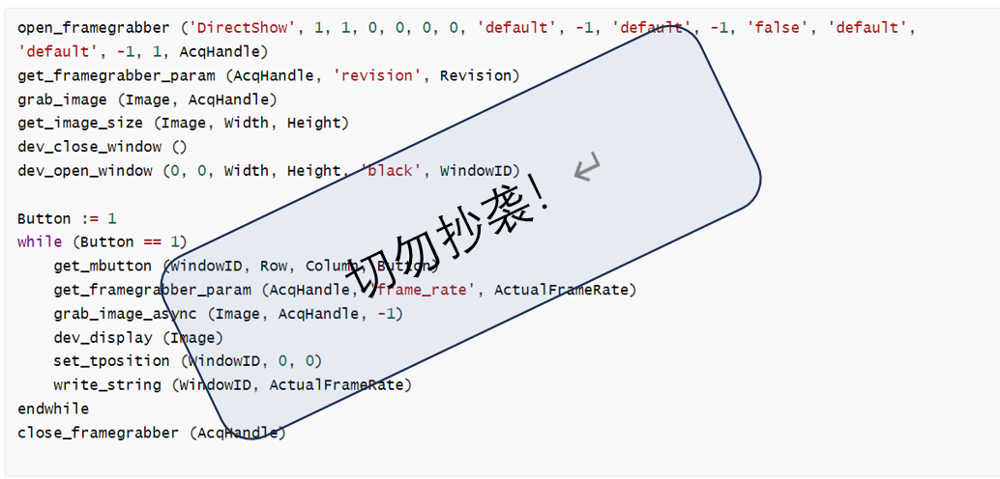 open_framegrabber ('DirectShow', 1, 1, 0, 0, 0, 0, 'default', -1, 'default', -1, 'false', 'default',
'default', -1, 1, AcqHandle)
get_framegrabber_param (AcqHandle, 'revision', Revision)
grab_image (Image, AcqHandle)
get_image_size (Image, Width, Height)
dev_close_window ()
dev_open_window (0, 0, Width, Height, 'black', WindowID)
Button := 1
while (Button == 1)
    get_mbutton (WindowID, Row, Column, Button)
    get_framegrabber_param (AcqHandle, 'frame_rate', ActualFrameRate)
    grab_image_async (Image, AcqHandle, -1)
    dev_display (Image)
    set_tposition (WindowID, 0, 0)
    write_string (WindowID, ActualFrameRate)
endwhile
close_framegrabber (AcqHandle)
切勿抄袭!